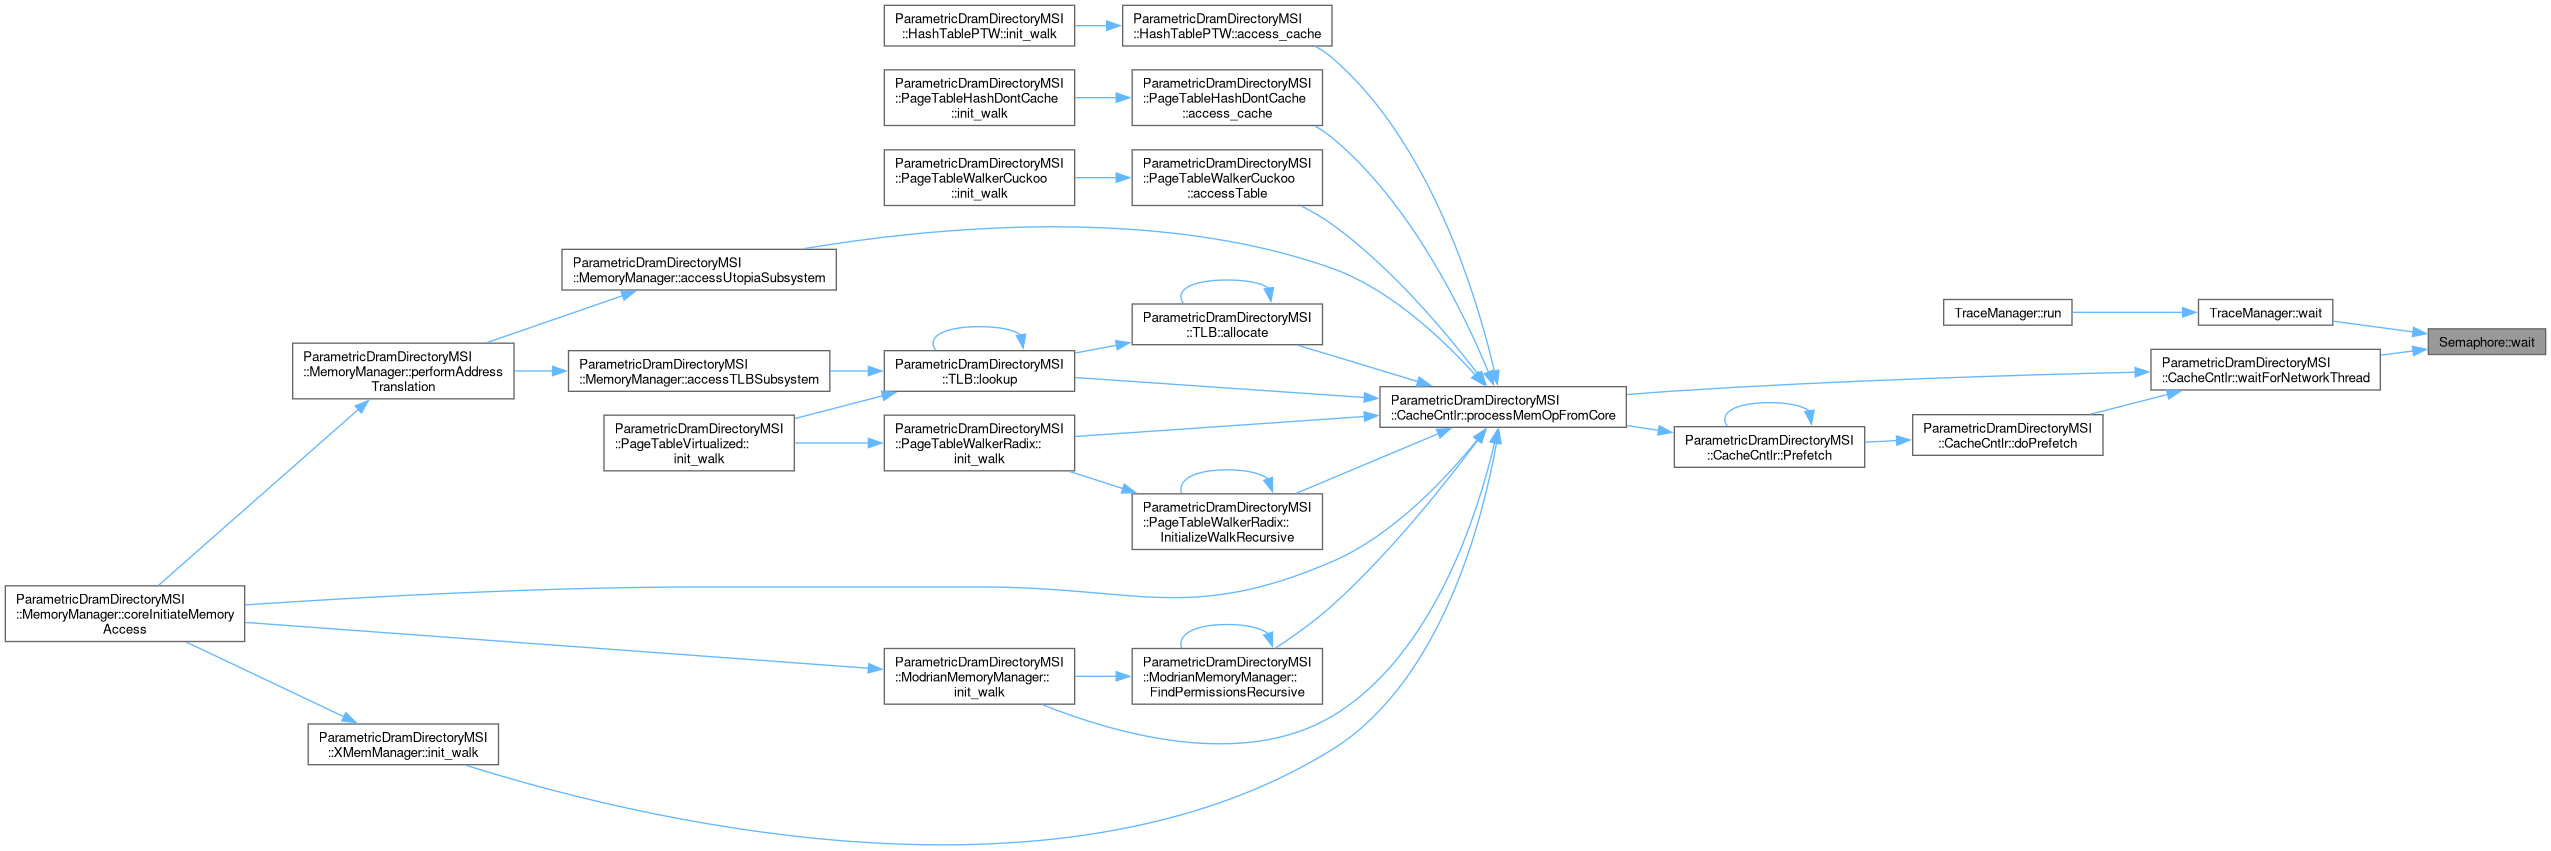 ParametricDramDirectoryMSI
::HashTablePTW::init_walk
ParametricDramDirectoryMSI
::HashTablePTW::access_cache
ParametricDramDirectoryMSI
::PageTableHashDontCache
::init_walk
ParametricDramDirectoryMSI
::PageTableHashDontCache
::access_cache
ParametricDramDirectoryMSI
::PageTableWalkerCuckoo
::init_walk
ParametricDramDirectoryMSI
::PageTableWalkerCuckoo
::accessTable
ParametricDramDirectoryMSI
::MemoryManager::accessUtopiaSubsystem
ParametricDramDirectoryMSI
::TLB::allocate
TraceManager::run
TraceManager::wait
Semaphore::wait
ParametricDramDirectoryMSI
::MemoryManager::performAddress
Translation
ParametricDramDirectoryMSI
::MemoryManager::accessTLBSubsystem
ParametricDramDirectoryMSI
::TLB::lookup
ParametricDramDirectoryMSI
::CacheCntlr::waitForNetworkThread
ParametricDramDirectoryMSI
::CacheCntlr::processMemOpFromCore
ParametricDramDirectoryMSI
::PageTableVirtualized::
init_walk
ParametricDramDirectoryMSI
::PageTableWalkerRadix::
init_walk
ParametricDramDirectoryMSI
::CacheCntlr::Prefetch
ParametricDramDirectoryMSI
::CacheCntlr::doPrefetch
ParametricDramDirectoryMSI
::PageTableWalkerRadix::
InitializeWalkRecursive
ParametricDramDirectoryMSI
::MemoryManager::coreInitiateMemory
Access
ParametricDramDirectoryMSI
::ModrianMemoryManager::
init_walk
ParametricDramDirectoryMSI
::ModrianMemoryManager::
FindPermissionsRecursive
ParametricDramDirectoryMSI
::XMemManager::init_walk